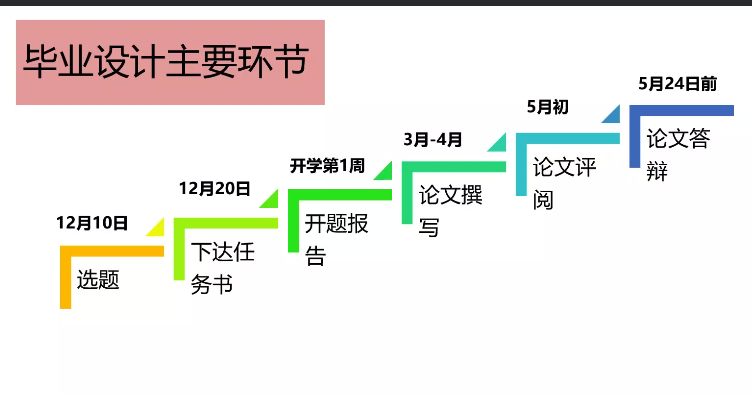 毕业设计主要环节
12月10日
选题
12月20日
下达任
务书
开学第1周
开题报
告
3月-4月
论文撰
写
5月初
论文评
阅
5月24日前
论文答
辩